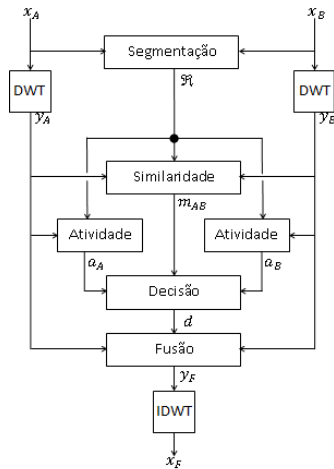 x_A x_B
Segmentação
DWT ℜ DWT
y_A y_B
Similaridade
m_AB
Atividade Atividade
a_A a_B
Decisão
d
Fusão
y_F
IDWT
x_F